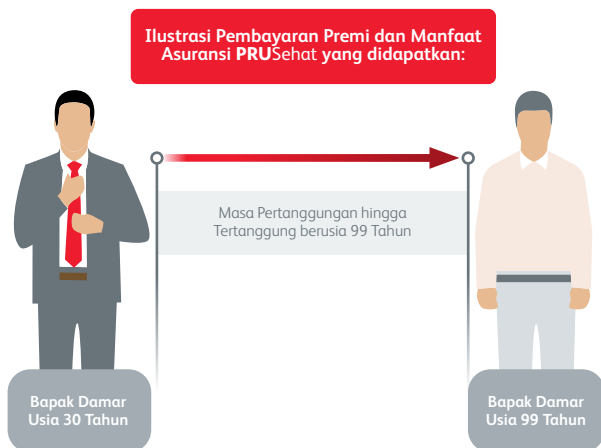 Ilustrasi Pembayaran Premi dan Manfaat
Asuransi PRUSehat yang didapatkan:
Masa Pertanggungan hingga
Tertanggung berusia 99 Tahun
Bapak Damar
Usia 30 Tahun
Bapak Damar
Usia 99 Tahun